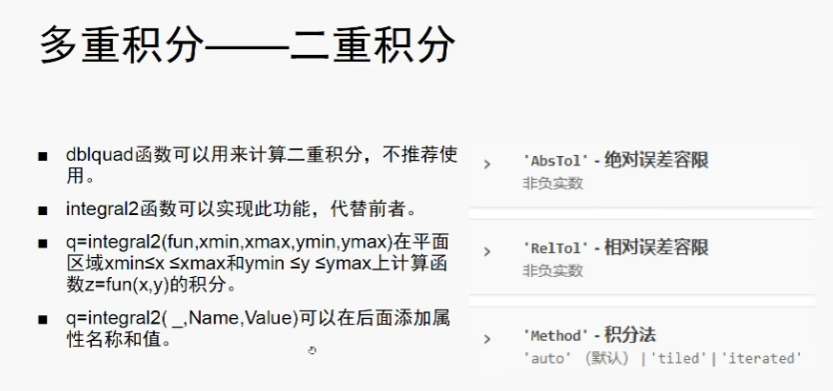 多重积分——二重积分
■ dblquad函数可以用来计算二重积分，不推荐使
用。
■ integral2函数可以实现此功能，代替前者。
■ q=integral2(fun,xmin,xmax,ymin,ymax)在平面
区域xmin≤x ≤xmax和ymin ≤y ≤ymax上计算函
数z=fun(x,y)的积分。
■ q=integral2( _,Name,Value)可以在后面添加属
性名称和值。
'AbsTol' - 绝对误差容限
非负实数
'RelTol' - 相对误差容限
非负实数
'Method' - 积分法
'auto' （默认） | 'tiled' | 'iterated'